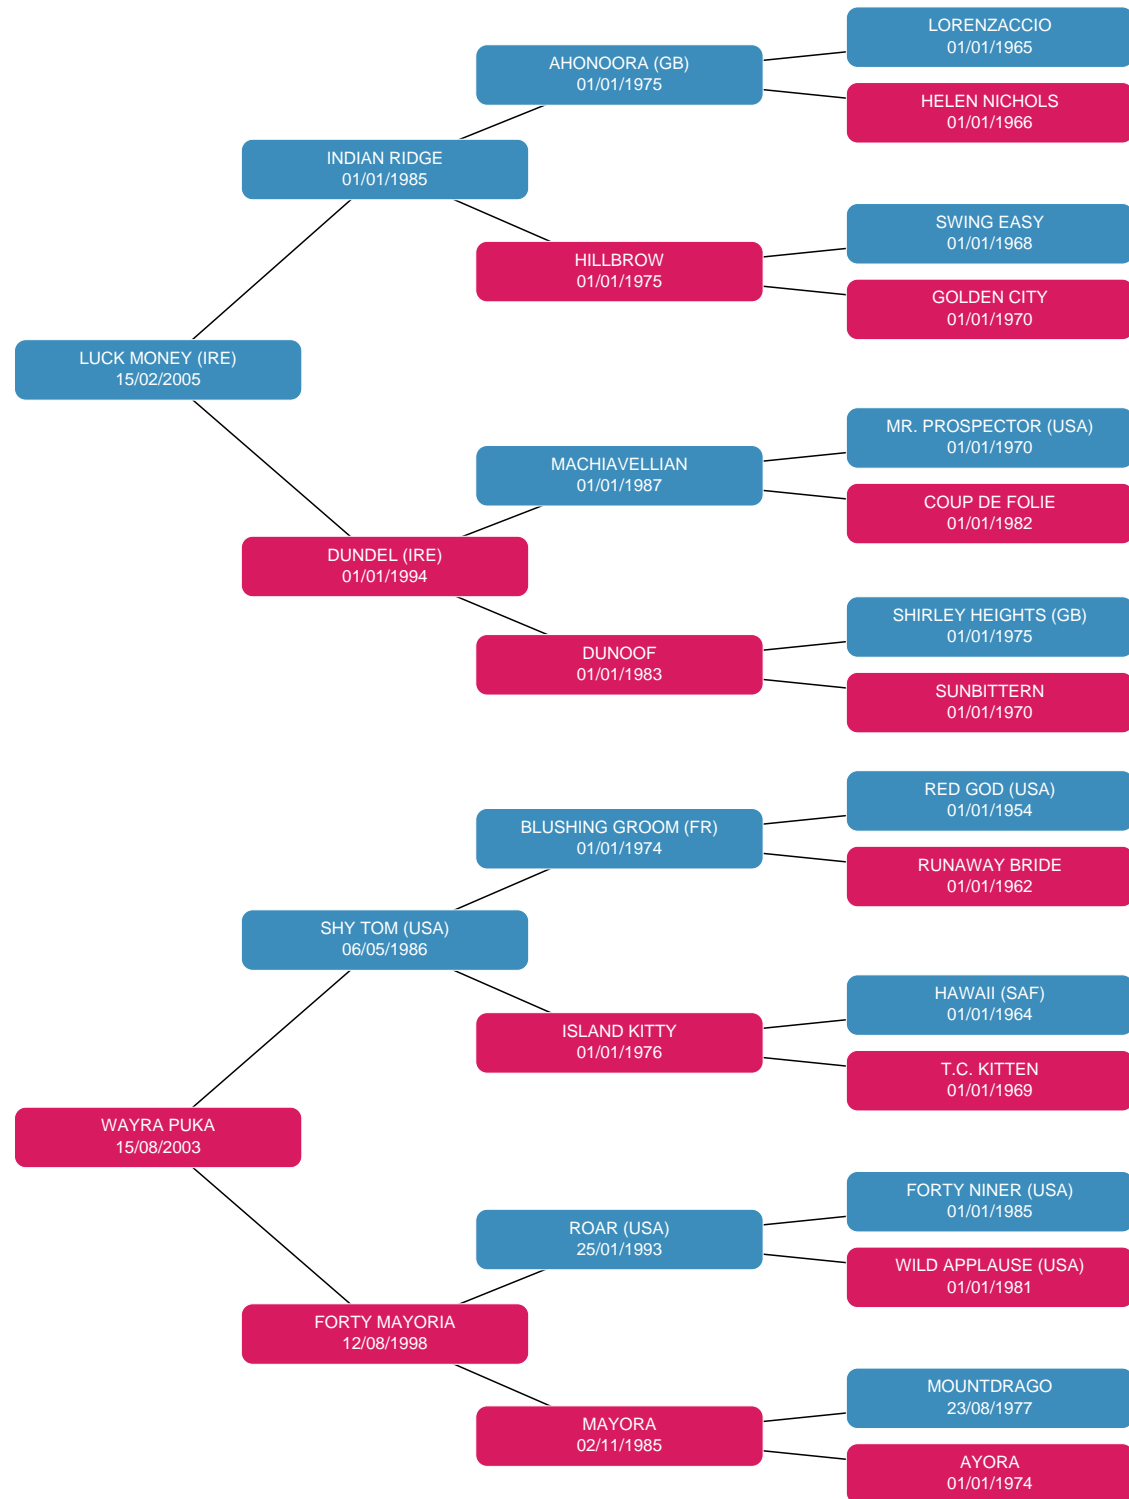 LORENZACCIO
01/01/1965
AHONOORA (GB)
01/01/1975
HELEN NICHOLS
01/01/1966
INDIAN RIDGE
01/01/1985
SWING EASY
01/01/1968
HILLBROW
01/01/1975
GOLDEN CITY
01/01/1970
LUCK MONEY (IRE)
15/02/2005
MR. PROSPECTOR (USA)
01/01/1970
MACHIAVELLIAN
01/01/1987
COUP DE FOLIE
01/01/1982
DUNDEL (IRE)
01/01/1994
SHIRLEY HEIGHTS (GB)
01/01/1975
DUNOOF
01/01/1983
SUNBITTERN
01/01/1970
RED GOD (USA)
01/01/1954
BLUSHING GROOM (FR)
01/01/1974
RUNAWAY BRIDE
01/01/1962
SHY TOM (USA)
06/05/1986
HAWAII (SAF)
01/01/1964
ISLAND KITTY
01/01/1976
T.C. KITTEN
01/01/1969
WAYRA PUKA
15/08/2003
FORTY NINER (USA)
01/01/1985
ROAR (USA)
25/01/1993
WILD APPLAUSE (USA)
01/01/1981
FORTY MAYORIA
12/08/1998
MOUNTDRAGO
23/08/1977
MAYORA
02/11/1985
AYORA
01/01/1974